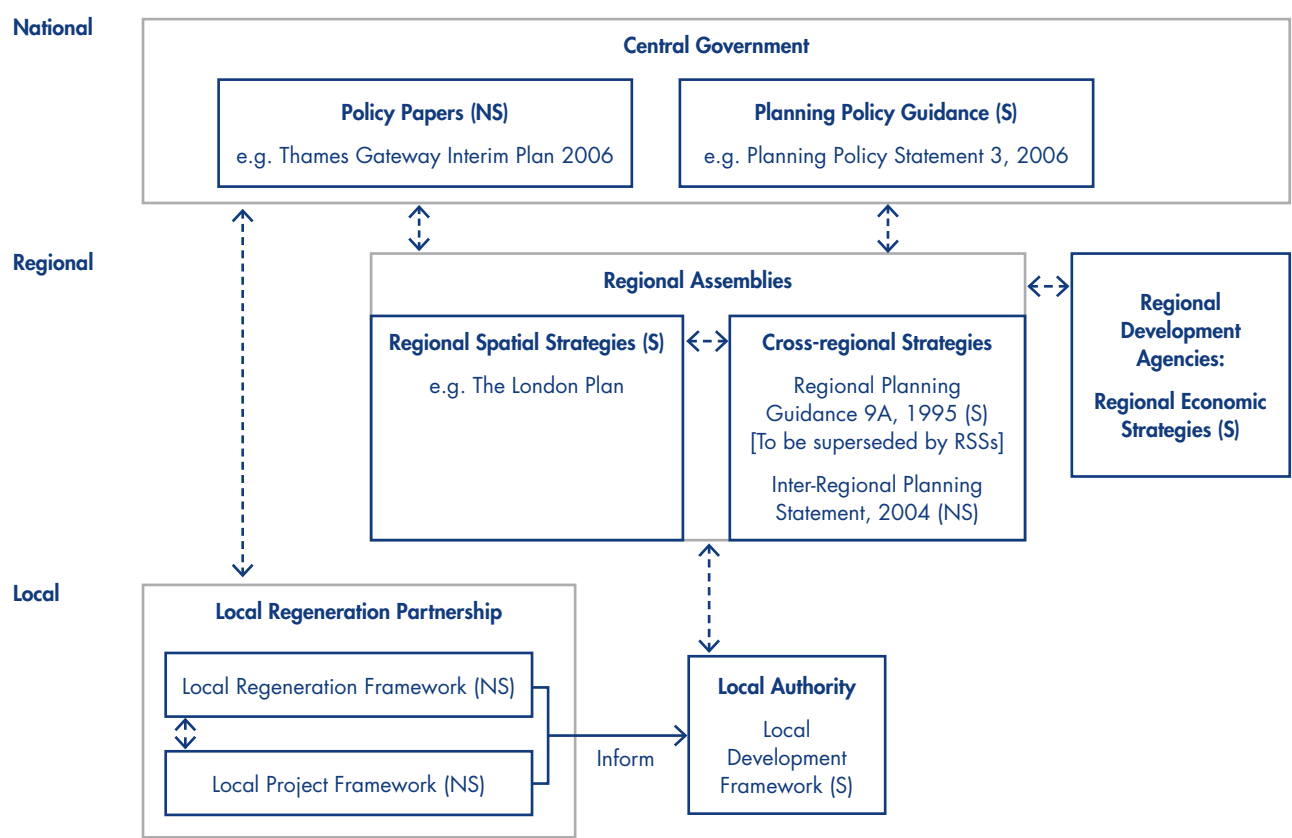 National
Central Government
Policy Papers (NS)
e.g. Thames Gateway Interim Plan 2006
Planning Policy Guidance (S)
e.g. Planning Policy Statement 3, 2006
Regional
Regional Assemblies
Regional Spatial Strategies (S)
e.g. The London Plan
Cross-regional Strategies
Regional Planning
Guidance 9A, 1995 (S)
[To be superseded by RSSs]
Inter-Regional Planning
Statement, 2004 (NS)
Regional
Development
Agencies:
Regional Economic
Strategies (S)
Local
Local Regeneration Partnership
Local Regeneration Framework (NS)
Local Project Framework (NS)
Inform
Local Authority
Local
Development
Framework (S)